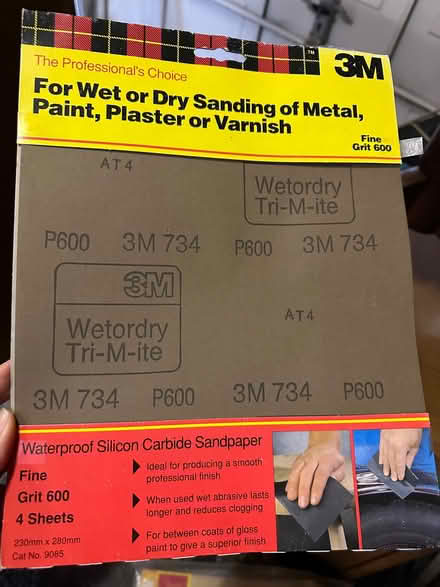 The Professional's Choice
TM
3M
For Wet or Dry Sanding of Metal,
Paint, Plaster or Varnish
Fine
Grit 600
AT4
Wetordry
Tri-M-ite
P600 3M 734 P600 3M 734
3M
Wetordry
Tri-M-ite
AT4
3M 734 P600 3M 734 P600
Waterproof Silicon Carbide Sandpaper
Fine
Grit 600
4 Sheets
230mm x 280mm
Cat No. 9085
Ideal for producing a smooth
professional finish
When used wet abrasive lasts
longer and reduces clogging
For between coats of gloss
paint to give a superior finish